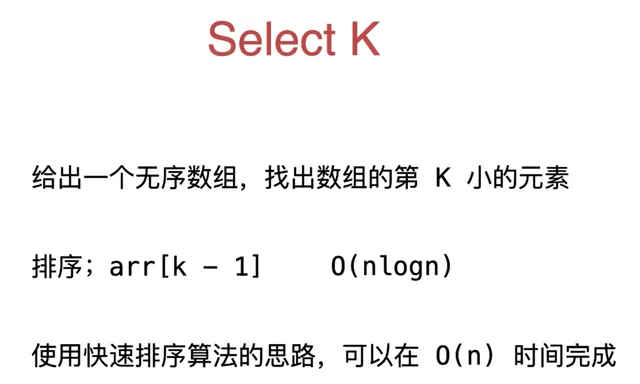 Select K
给出一个无序数组，找出数组的第 K 小的元素
排序；arr[k - 1] O(nlogn)
使用快速排序算法的思路，可以在 O(n) 时间完成